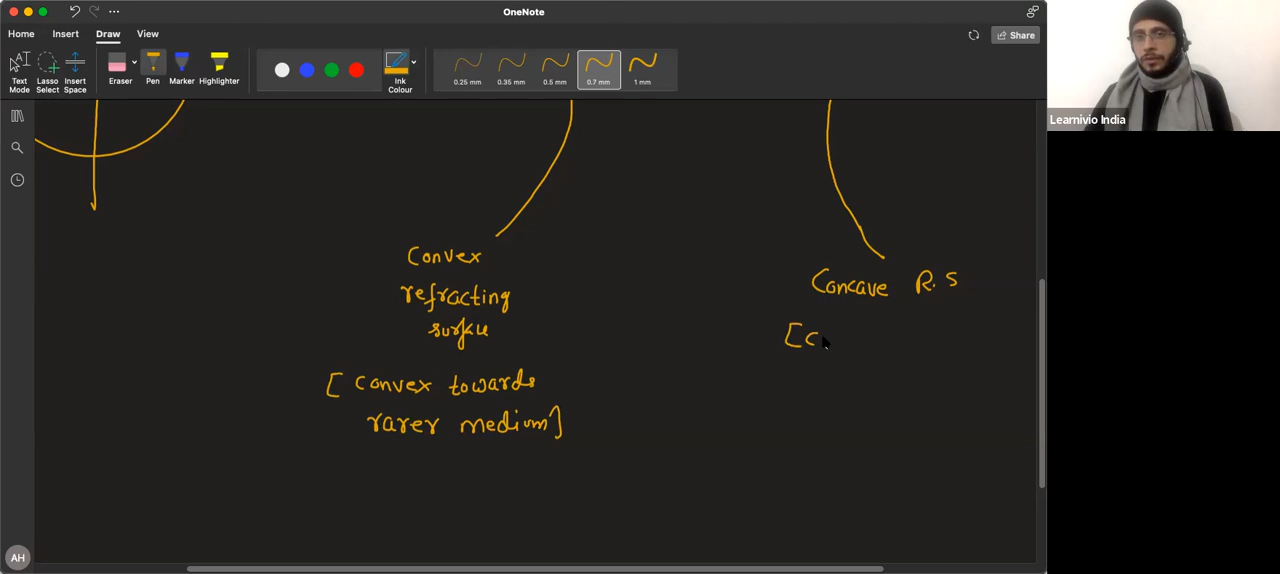 OneNote
Home Insert Draw View
Share
Text Mode
Lasso Select
Insert Space
Eraser
Pen
Marker
Highlighter
Ink Colour
0.25 mm
0.35 mm
0.5 mm
0.7 mm
1 mm
Learnivio India
Convex
refracting
surface
[ Convex towards
rarer medium]
Concave R.S
[c
AH